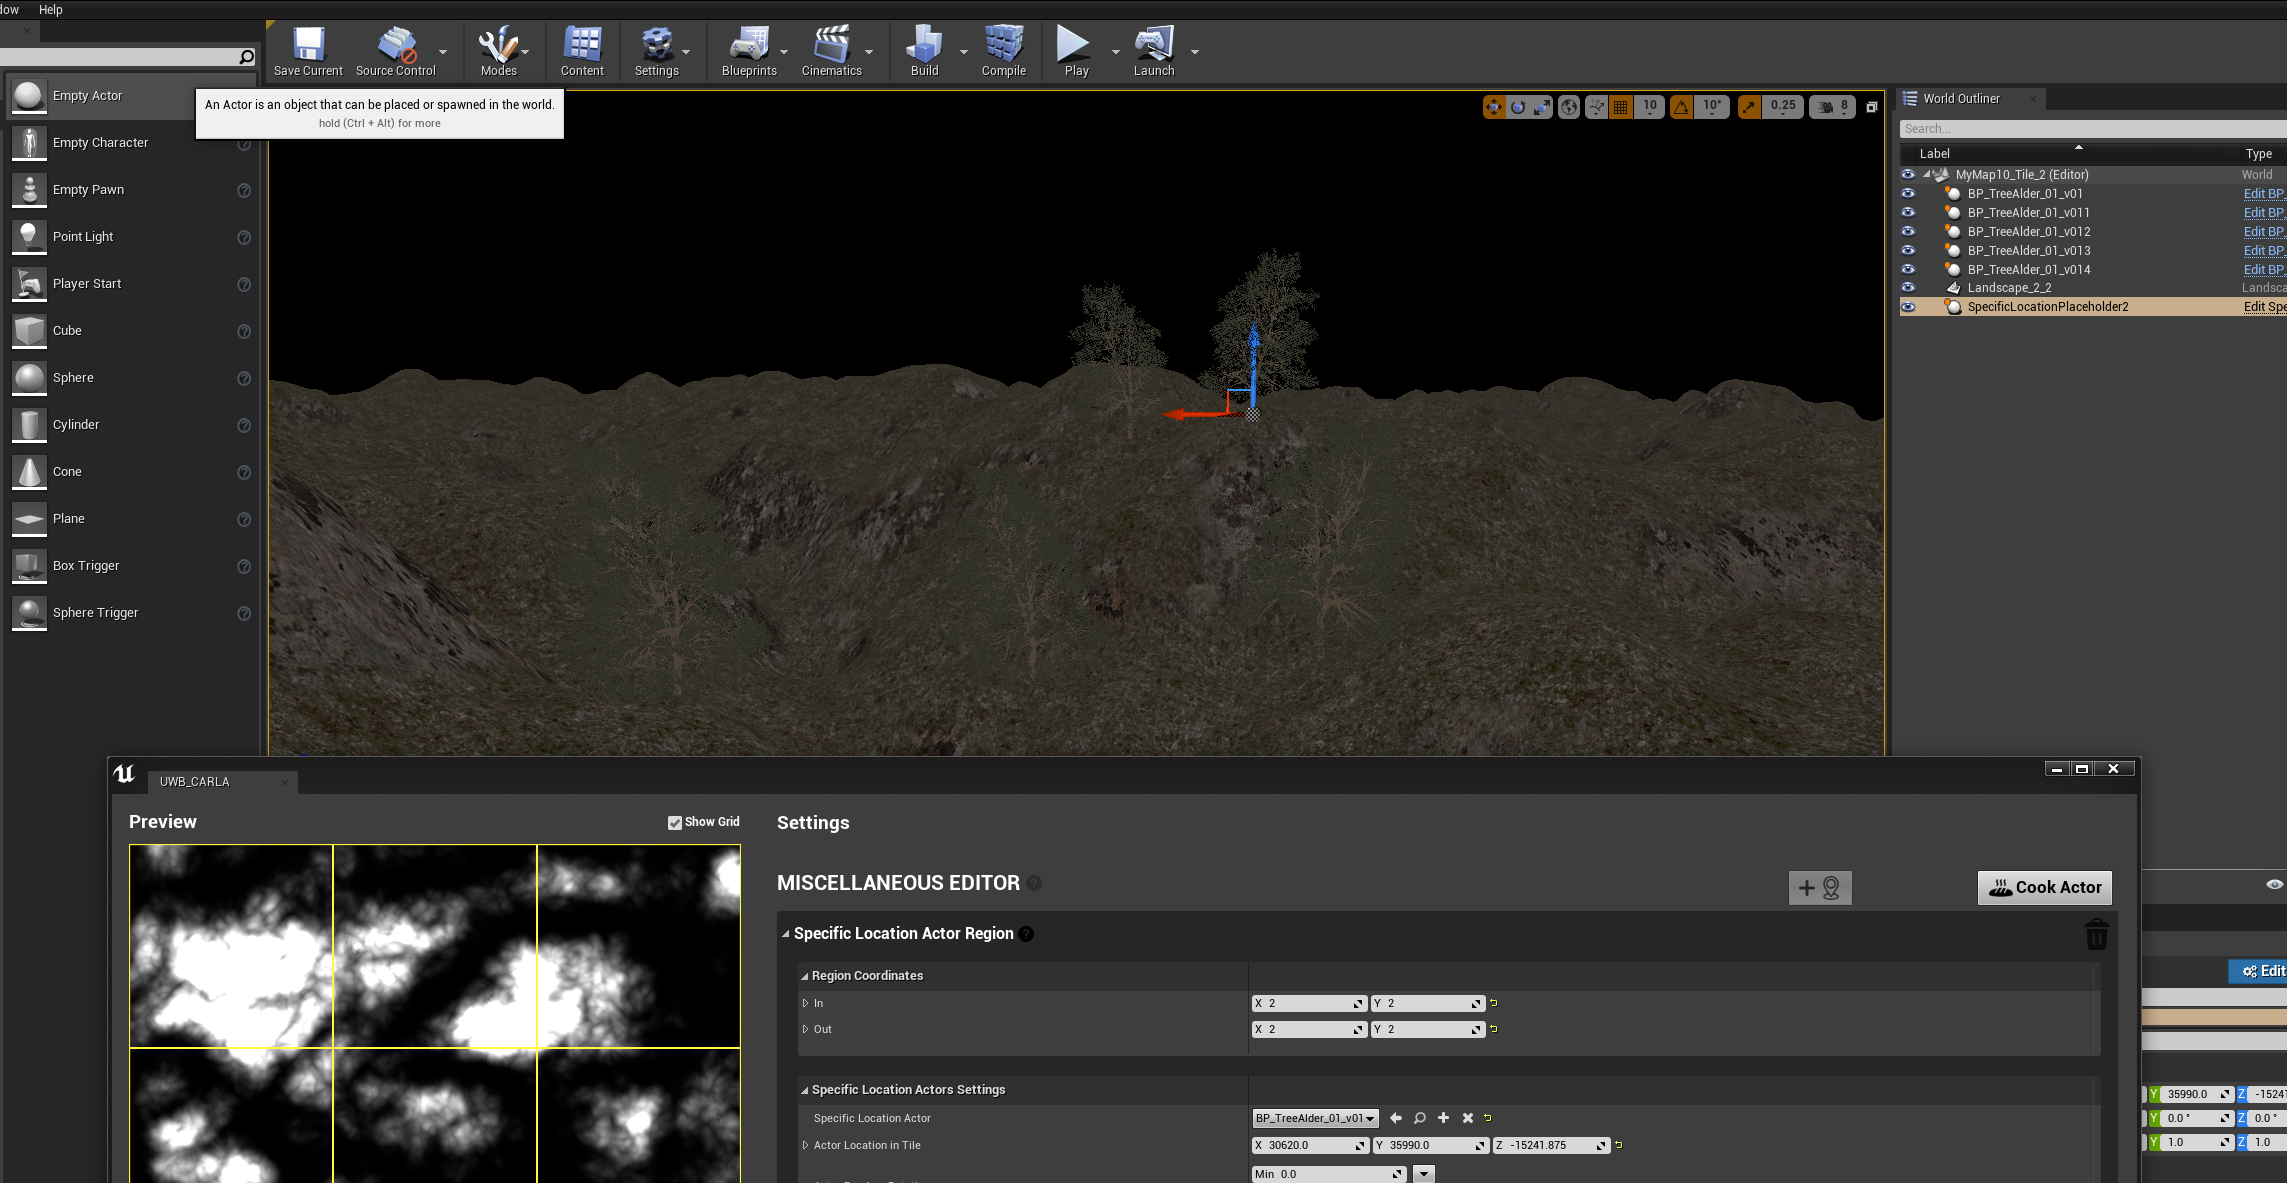 dow Help
Save Current
Source Control
Modes
Content
Settings
Blueprints
Cinematics
Build
Compile
Play
Launch
Empty Actor
An Actor is an object that can be placed or spawned in the world.
hold (Ctrl + Alt) for more
Empty Character
Empty Pawn
Point Light
Player Start
Cube
Sphere
Cylinder
Cone
Plane
Box Trigger
Sphere Trigger
10
10°
0.25
8
World Outliner
Search...
Label Type
MyMap10_Tile_2 (Editor) World
BP_TreeAlder_01_v01 Edit BP_
BP_TreeAlder_01_v011 Edit BP_
BP_TreeAlder_01_v012 Edit BP_
BP_TreeAlder_01_v013 Edit BP_
BP_TreeAlder_01_v014 Edit BP_
Landscape_2_2 Landsca
SpecificLocationPlaceholder2 Edit Spe
UWB_CARLA
Preview
Show Grid
Settings
MISCELLANEOUS EDITOR
Cook Actor
Specific Location Actor Region
Region Coordinates
In X 2 Y 2
Out X 2 Y 2
Specific Location Actors Settings
Specific Location Actor BP_TreeAlder_01_v01
Actor Location in Tile X 30620.0 Y 35990.0 Z -15241.875
Min 0.0
Edit
Y 35990.0 Z -15241
Y 0.0 ° Z 0.0 °
Y 1.0 Z 1.0